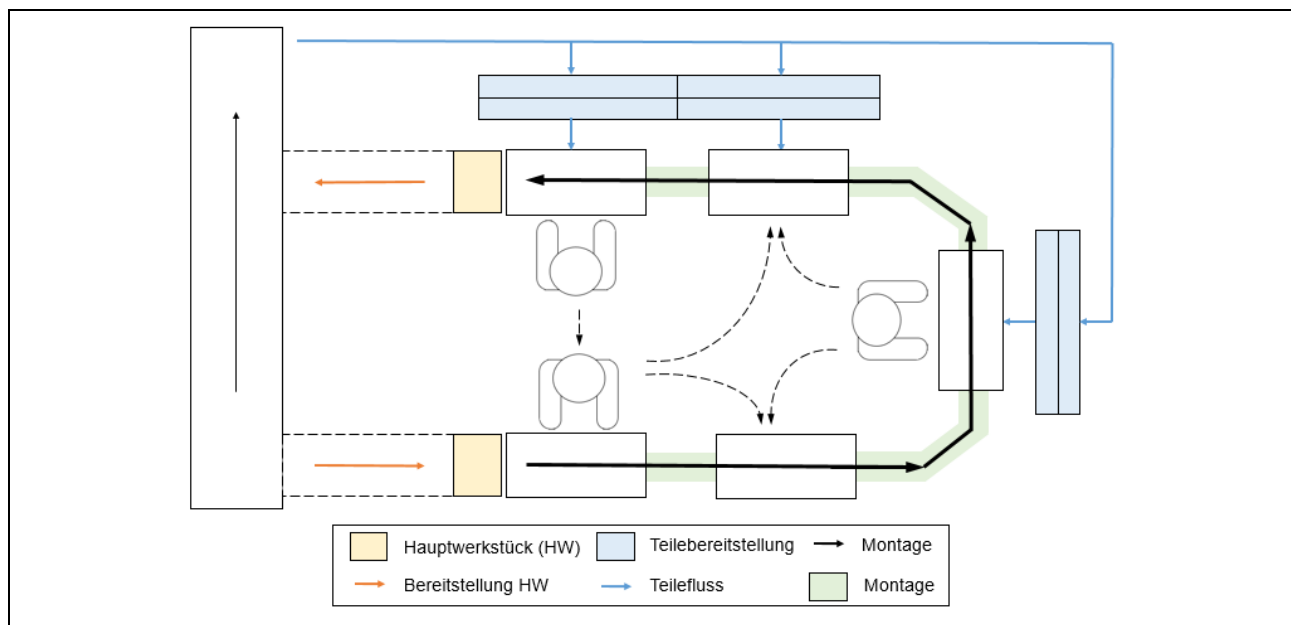 Hauptwerkstück (HW)
Teilebereitstellung
Montage
Bereitstellung HW
Teilefluss
Montage